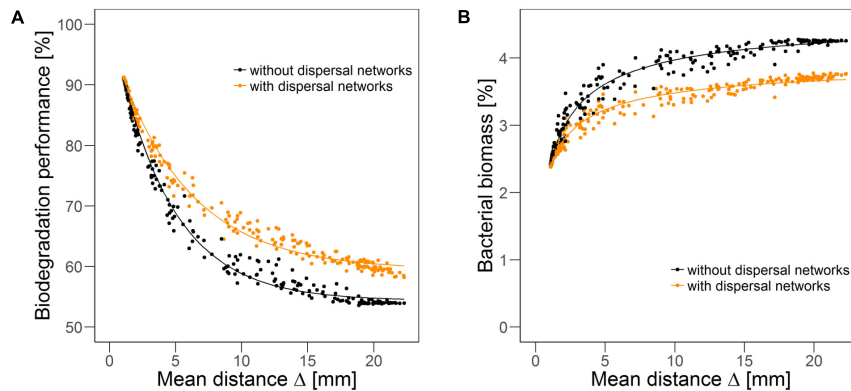 A
Biodegradation performance [%]
100
90
80
70
60
50
without dispersal networks
with dispersal networks
0
5
10
15
20
Mean distance Δ [mm]
B
Bacterial biomass [%]
4
3
2
1
0
without dispersal networks
with dispersal networks
0
5
10
15
20
Mean distance Δ [mm]